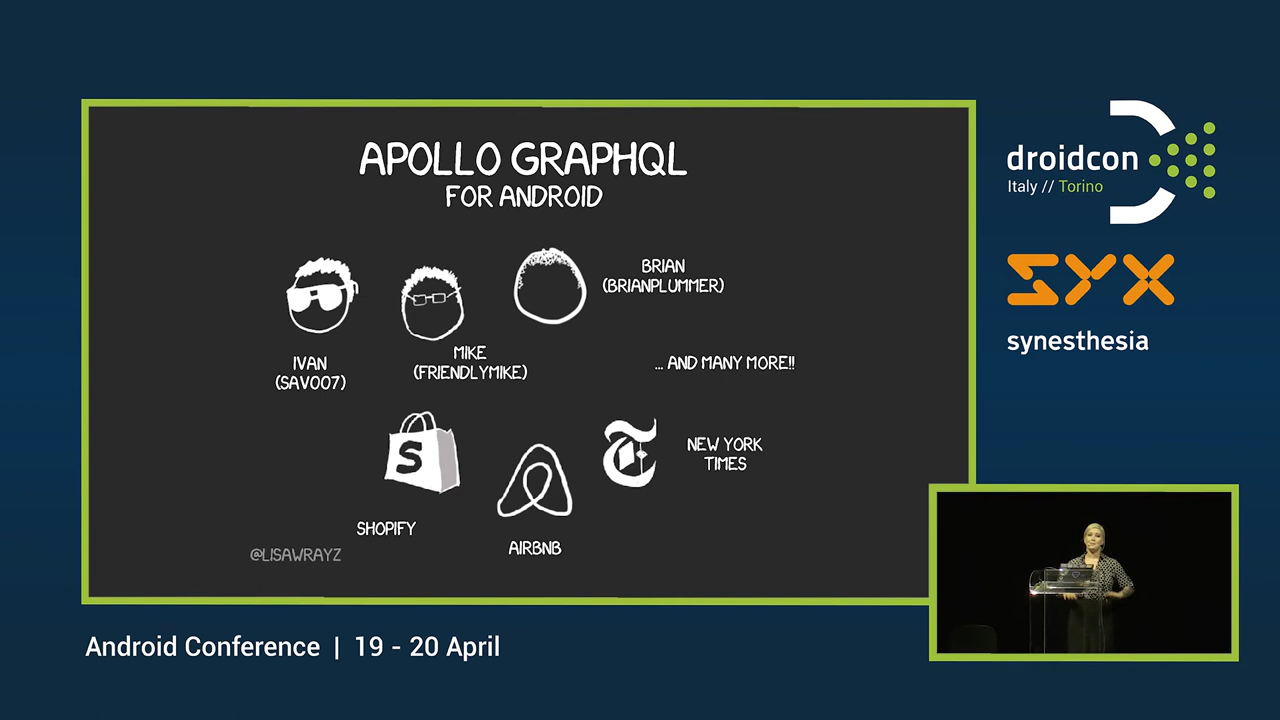 APOLLO GRAPHQL
FOR ANDROID
BRIAN
(BRIANPLUMMER)
MIKE
(FRIENDLYMIKE)
IVAN
(SAV007)
... AND MANY MORE!!
S
T
NEW YORK
TIMES
SHOPIFY
AIRBNB
@LISAWRAYZ
droidcon
Italy // Torino
SYX
synesthesia
Android Conference | 19 - 20 April